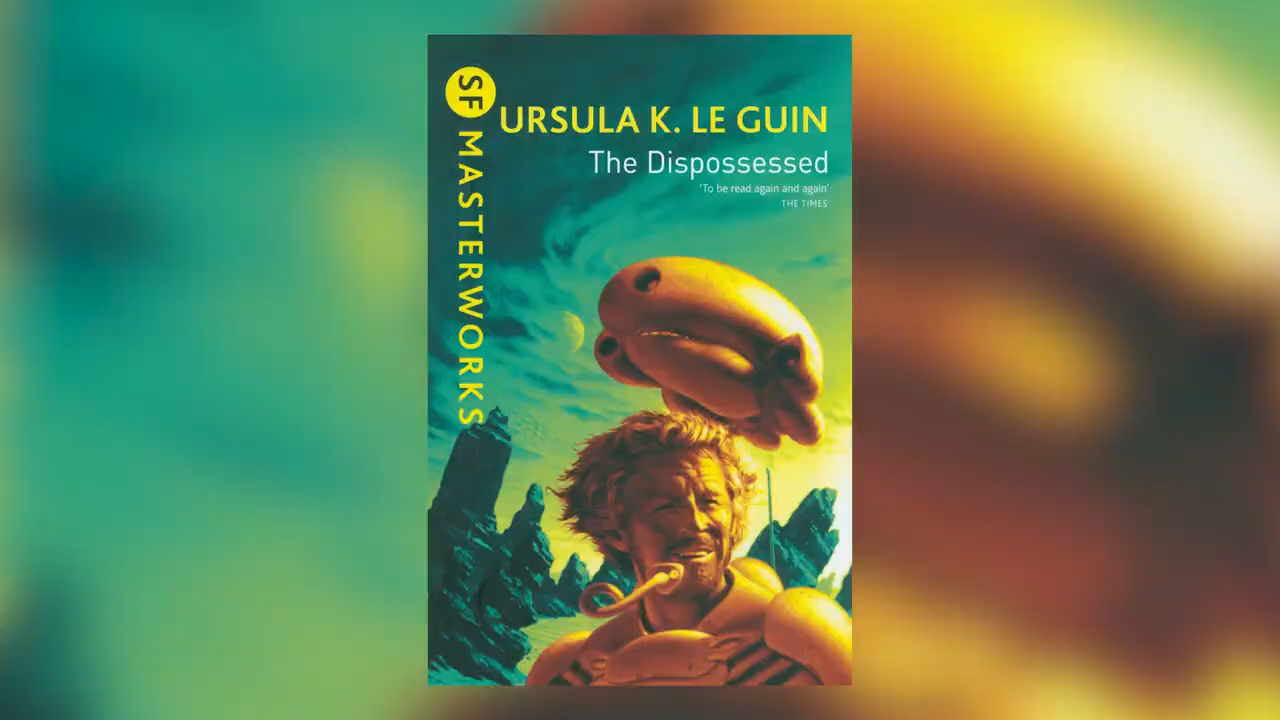 SF MASTERWORKS
URSULA K. LE GUIN
The Dispossessed
'To be read again and again'
THE TIMES